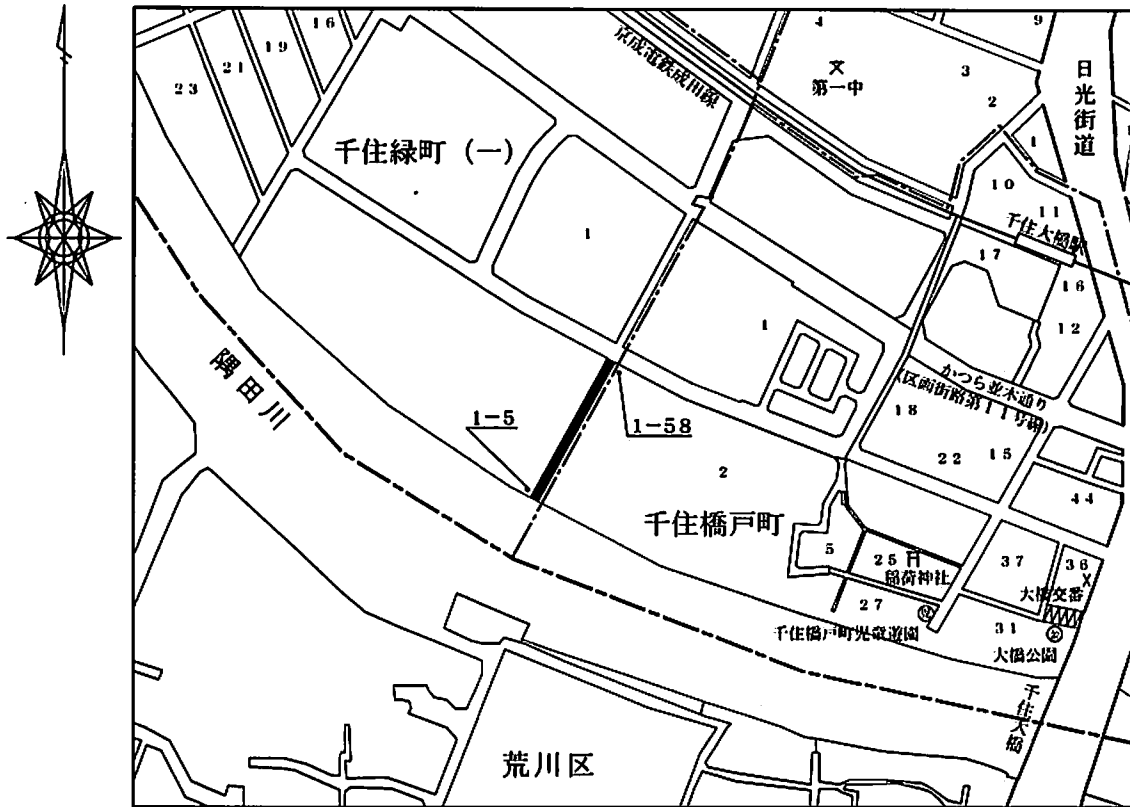 16
19
21
23
4
9
京成電鉄成田線
文
第一中
3
2
日光街道
1
千住緑町 (一)
10
11
千住大橋駅
17
16
12
1
1
隅田川
かつら並木通り
(区画街路第11号線)
1-5
1-58
18
22
15
2
44
千住橋戸町
5
25
稲荷神社
37
36
X
大橋交番
27
千住橋戸町児童遊園
31
大橋公園
千住大橋
荒川区